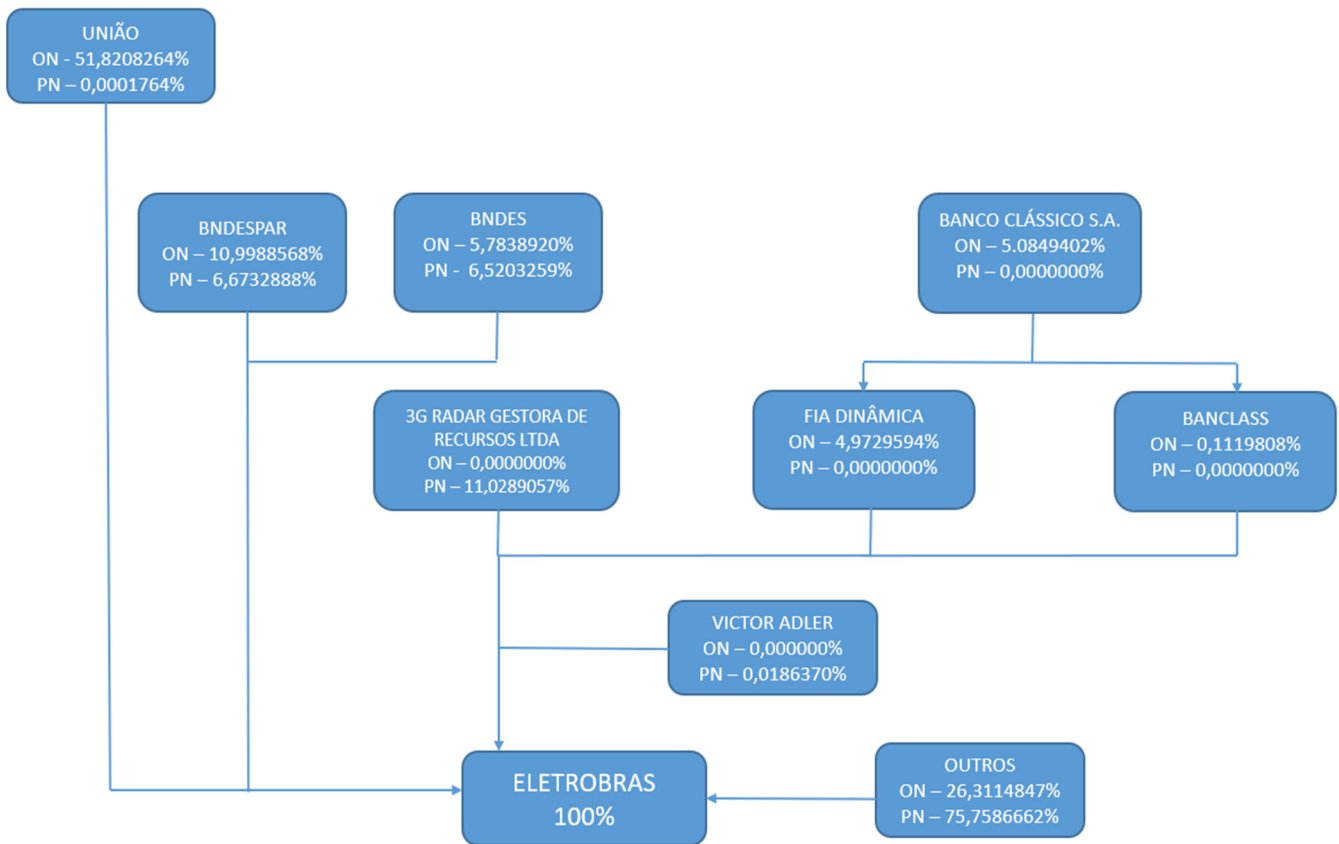 UNIÃO
ON - 51,8208264%
PN – 0,0001764%
BNDESPAR
ON – 10,9988568%
PN – 6,6732888%
BNDES
ON – 5,7838920%
PN - 6,5203259%
BANCO CLÁSSICO S.A.
ON – 5.0849402%
PN – 0,0000000%
3G RADAR GESTORA DE
RECURSOS LTDA
ON – 0,0000000%
PN – 11,0289057%
FIA DINÂMICA
ON – 4,9729594%
PN – 0,0000000%
BANCLASS
ON – 0,1119808%
PN – 0,0000000%
VICTOR ADLER
ON – 0,000000%
PN – 0,0186370%
ELETROBRAS
100%
OUTROS
ON – 26,3114847%
PN – 75,7586662%